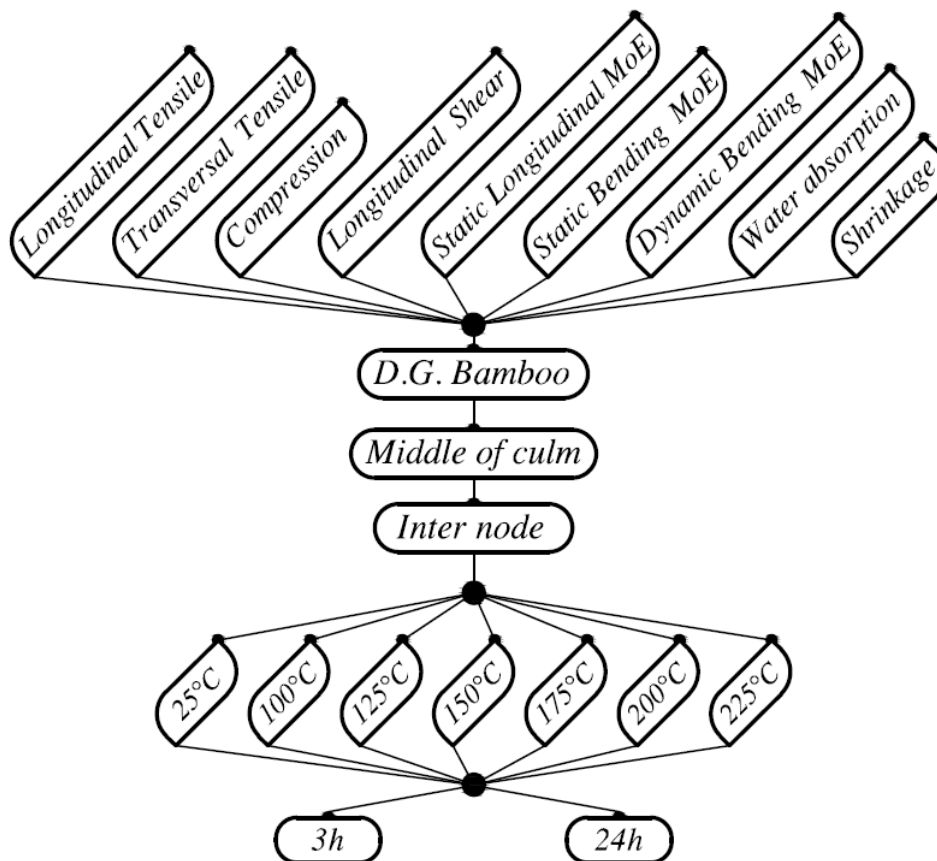 Longitudinal Tensile
Transversal Tensile
Compression
Longitudinal Shear
Static Longitudinal MoE
Static Bending MoE
Dynamic Bending MoE
Water absorption
Shrinkage
D.G. Bamboo
Middle of culm
Inter node
25°C
100°C
125°C
150°C
175°C
200°C
225°C
3h
24h